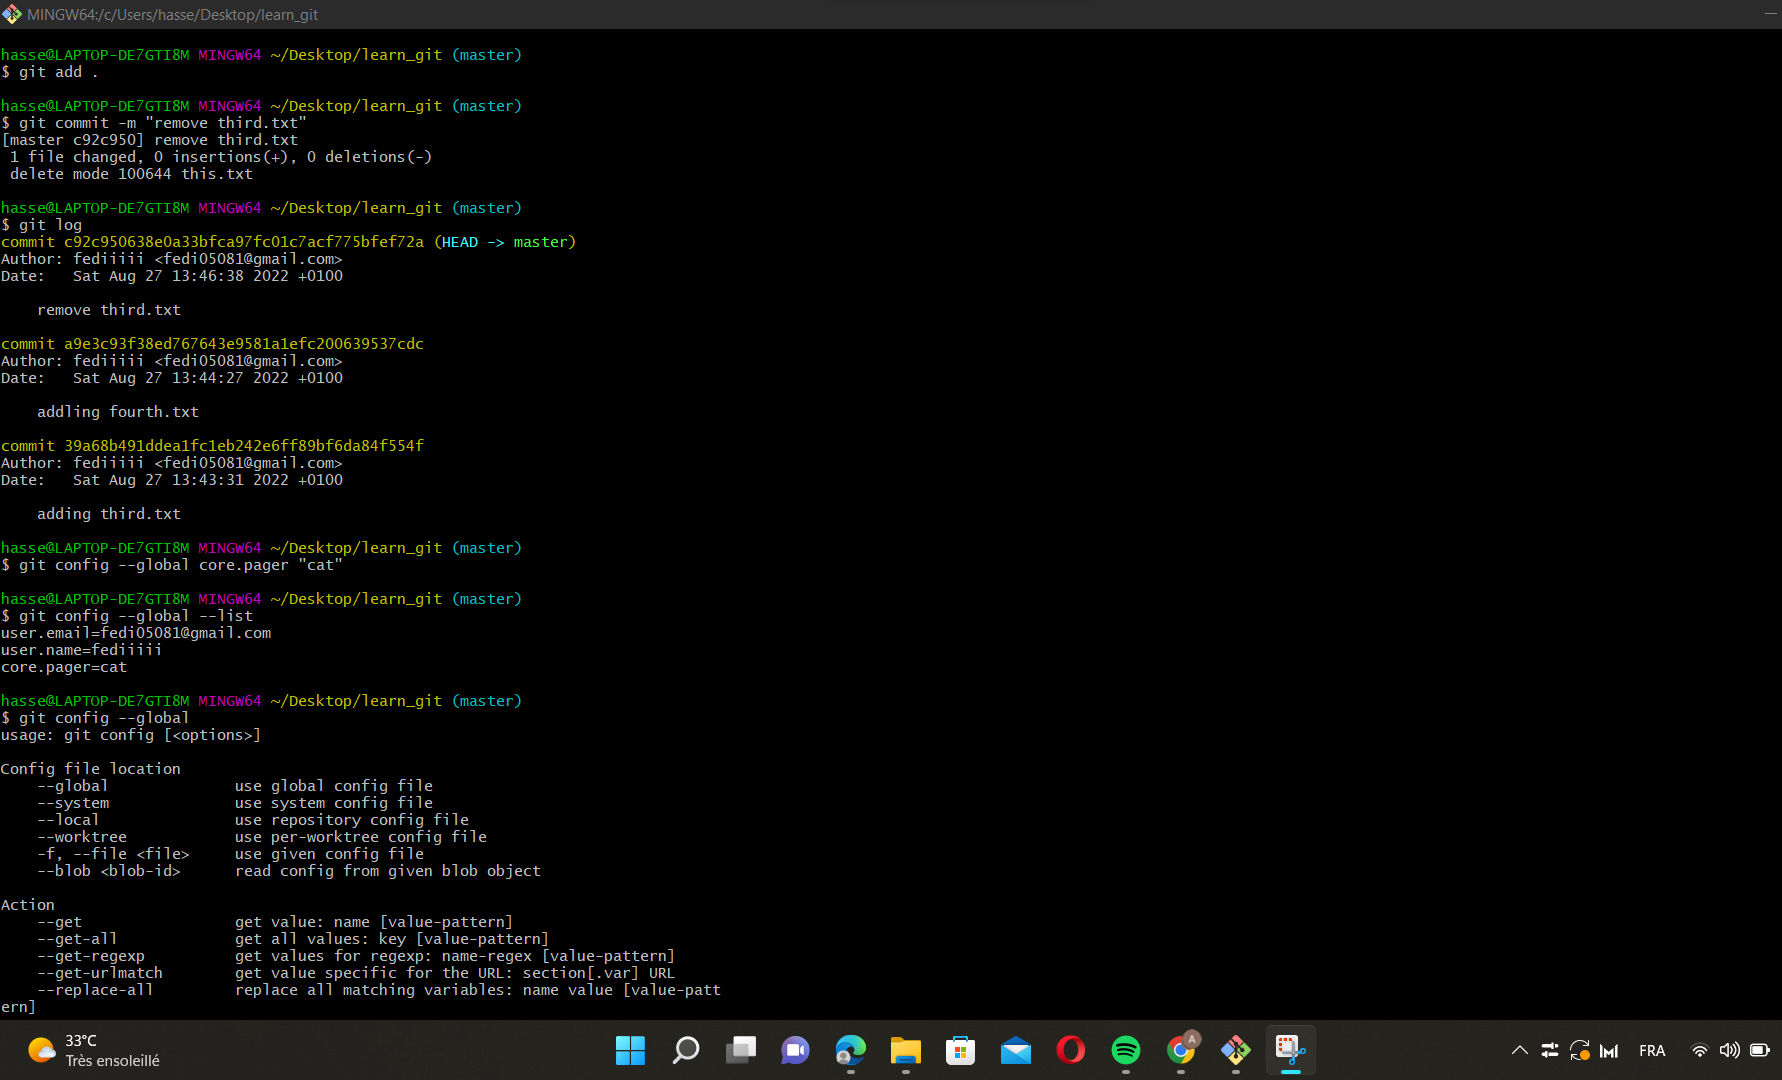 MINGW64:/c/Users/hasse/Desktop/learn_git
hasse@LAPTOP-DE7GTI8M MINGW64 ~/Desktop/learn_git (master)
$ git add .
hasse@LAPTOP-DE7GTI8M MINGW64 ~/Desktop/learn_git (master)
$ git commit -m "remove third.txt"
[master c92c950] remove third.txt
 1 file changed, 0 insertions(+), 0 deletions(-)
 delete mode 100644 this.txt
hasse@LAPTOP-DE7GTI8M MINGW64 ~/Desktop/learn_git (master)
$ git log
commit c92c950638e0a33bfca97fc01c7acf775bfef72a (HEAD -> master)
Author: fediiiii <fedi05081@gmail.com>
Date:   Sat Aug 27 13:46:38 2022 +0100
    remove third.txt
commit a9e3c93f38ed767643e9581a1efc200639537cdc
Author: fediiiii <fedi05081@gmail.com>
Date:   Sat Aug 27 13:44:27 2022 +0100
    addling fourth.txt
commit 39a68b491ddea1fc1eb242e6ff89bf6da84f554f
Author: fediiiii <fedi05081@gmail.com>
Date:   Sat Aug 27 13:43:31 2022 +0100
    adding third.txt
hasse@LAPTOP-DE7GTI8M MINGW64 ~/Desktop/learn_git (master)
$ git config --global core.pager "cat"
hasse@LAPTOP-DE7GTI8M MINGW64 ~/Desktop/learn_git (master)
$ git config --global --list
user.email=fedi05081@gmail.com
user.name=fediiiii
core.pager=cat
hasse@LAPTOP-DE7GTI8M MINGW64 ~/Desktop/learn_git (master)
$ git config --global
usage: git config [<options>]
Config file location
    --global              use global config file
    --system              use system config file
    --local               use repository config file
    --worktree            use per-worktree config file
    -f, --file <file>     use given config file
    --blob <blob-id>      read config from given blob object
Action
    --get                 get value: name [value-pattern]
    --get-all             get all values: key [value-pattern]
    --get-regexp          get values for regexp: name-regex [value-pattern]
    --get-urlmatch        get value specific for the URL: section[.var] URL
    --replace-all         replace all matching variables: name value [value-patt
ern]
33°C
Très ensoleillé
A
FRA